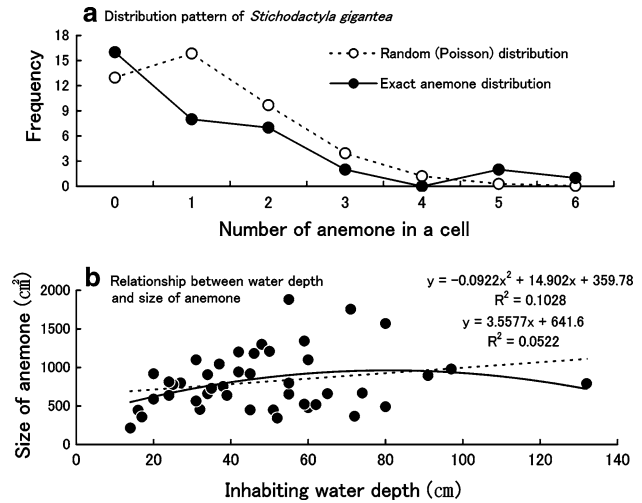 a Distribution pattern of Stichodactyla gigantea
18
15
12
9
6
3
0
Frequency
Random (Poisson) distribution
Exact anemone distribution
0 1 2 3 4 5 6
Number of anemone in a cell
b Relationship between water depth
and size of anemone
y = −0.0922x² + 14.902x + 359.78
R² = 0.1028
y = 3.5577x + 641.6
R² = 0.0522
2000
1500
1000
500
0
Size of anemone (㎠)
0 20 40 60 80 100 120 140
Inhabiting water depth (㎝)